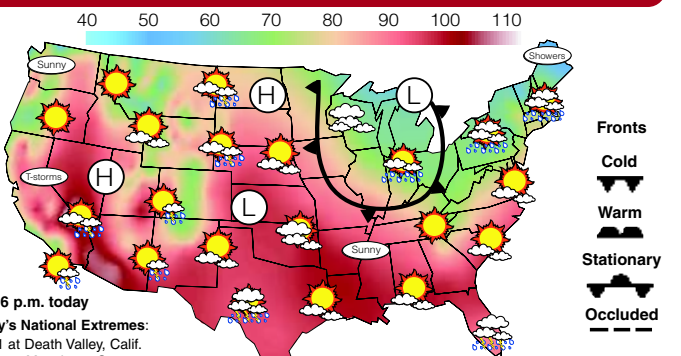 40 50 60 70 80 90 100 110
Sunny
Showers
H
L
Fronts
Cold
T-storms
H
Warm
L
Sunny
Stationary
6 p.m. today
Occluded
y's National Extremes:
at Death Valley, Calif.